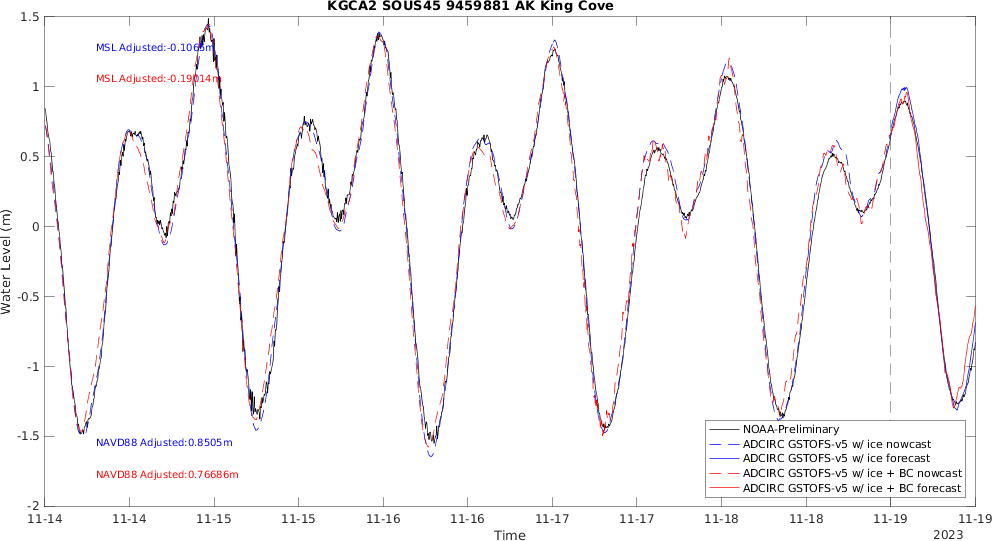 KGCA2 SOUS45 9459881 AK King Cove
1.5
1
0.5
0
-0.5
-1
-1.5
-2
Water Level (m)
MSL Adjusted:-0.1065m
MSL Adjusted:-0.19014m
NAVD88 Adjusted:0.8505m
NAVD88 Adjusted:0.76686m
NOAA-Preliminary
ADCIRC GSTOFS-v5 w/ ice nowcast
ADCIRC GSTOFS-v5 w/ ice forecast
ADCIRC GSTOFS-v5 w/ ice + BC nowcast
ADCIRC GSTOFS-v5 w/ ice + BC forecast
11-14 11-14 11-15 11-15 11-16 11-16 11-17 11-17 11-18 11-18 11-19 11-19
Time
2023